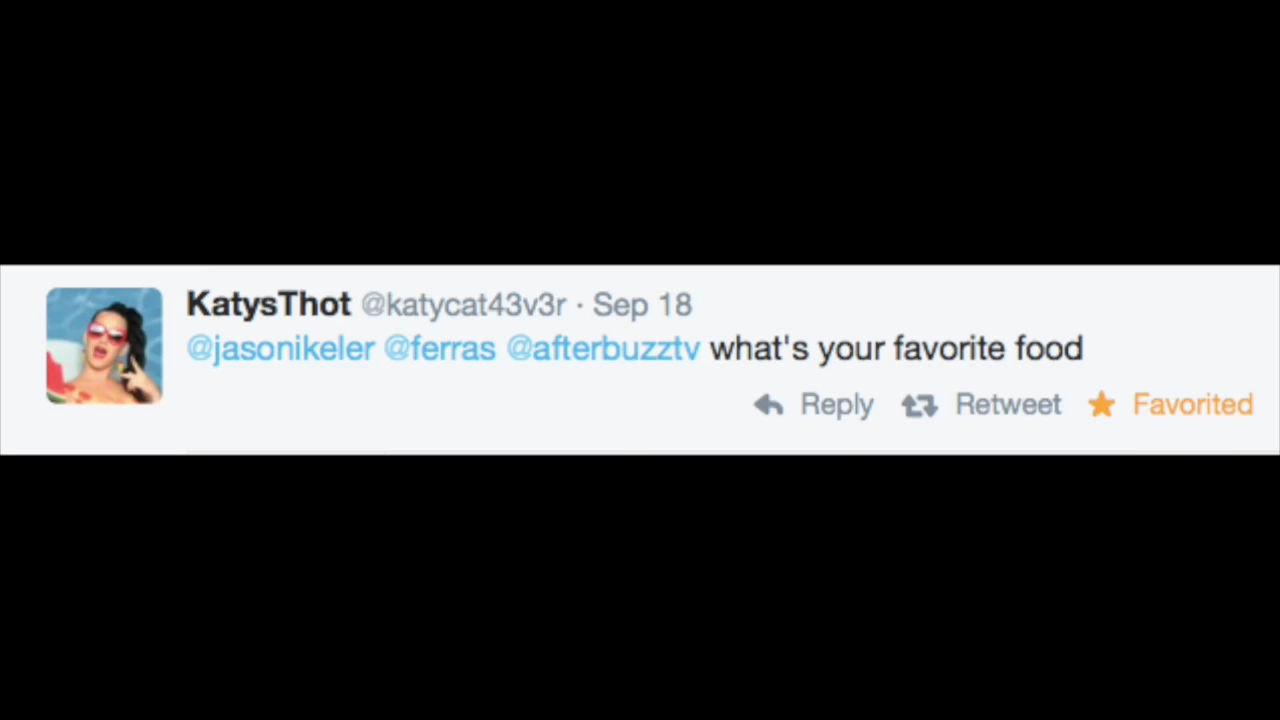 KatysThot @katycat43v3r · Sep 18
@jasonikeler @ferras @afterbuzztv what's your favorite food
Reply Retweet Favorited